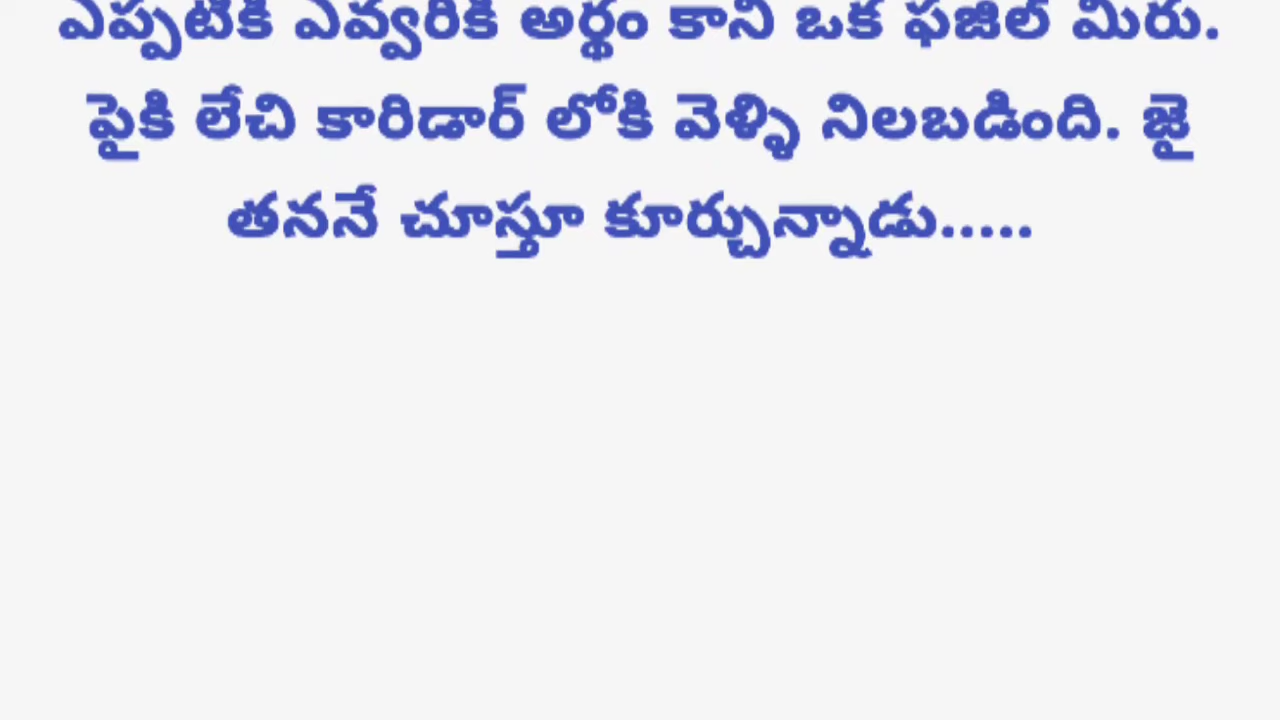 ఎప్పటికీ ఎవ్వరికీ అర్థం కాని ఒక ఫజిల్ మీరు.
పైకి లేచి కారిడార్ లోకి వెళ్ళి నిలబడింది. జై
తననే చూస్తూ కూర్చున్నాడు.....